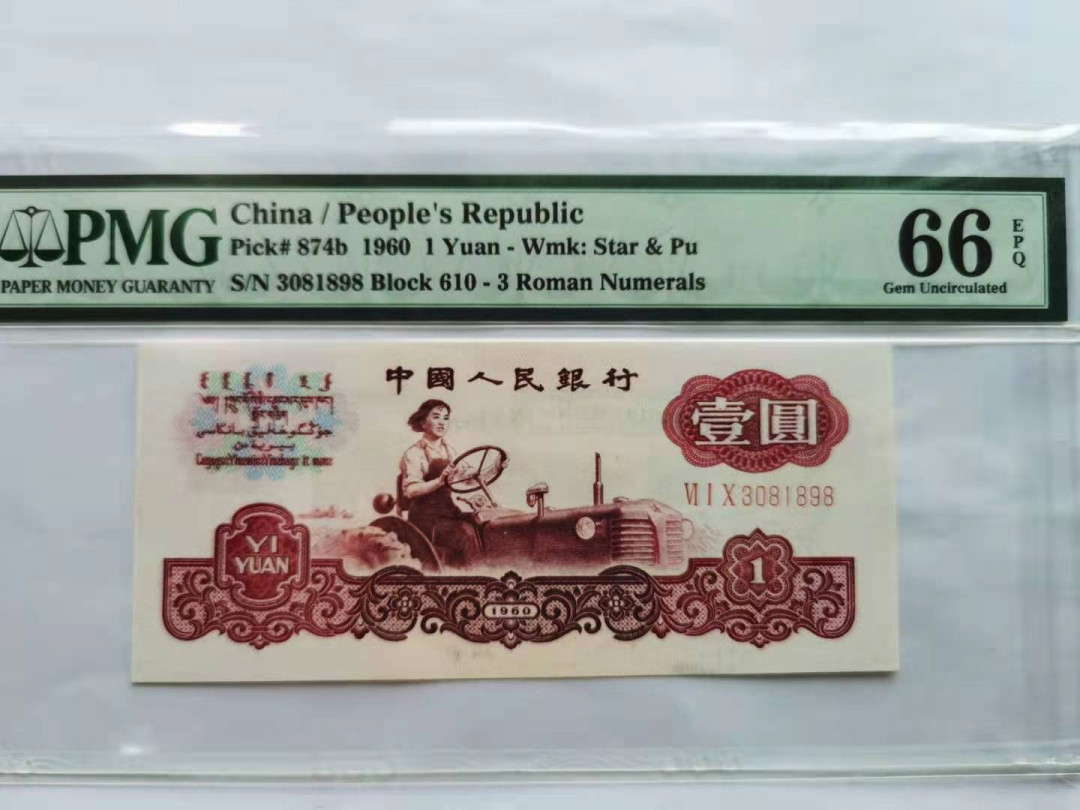 PMG
PAPER MONEY GUARANTY
China / People's Republic
Pick# 874b 1960 1 Yuan - Wmk: Star & Pu
S/N 3081898 Block 610 - 3 Roman Numerals
66
EPQ
Gem Uncirculated
中國人民銀行
壹圓
Ⅵ I X 3081898
YI
YUAN
1
1960